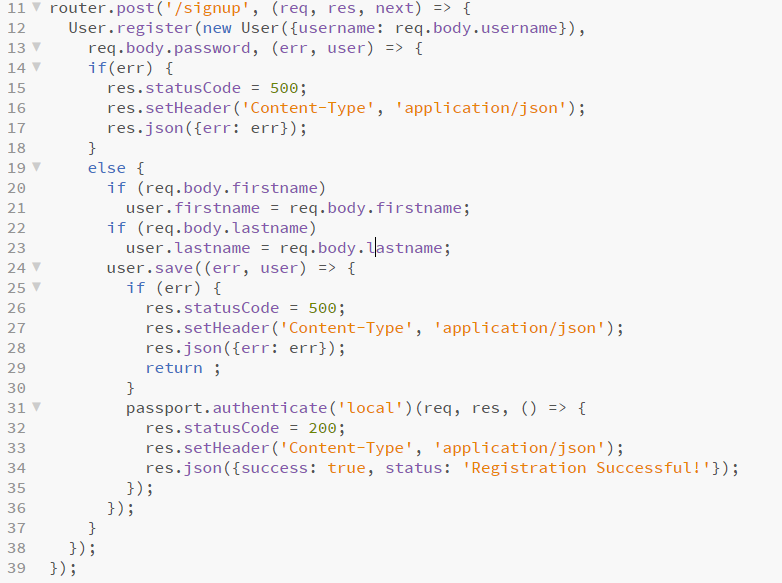 11 router.post('/signup', (req, res, next) => {
12   User.register(new User({username: req.body.username}),
13     req.body.password, (err, user) => {
14     if(err) {
15       res.statusCode = 500;
16       res.setHeader('Content-Type', 'application/json');
17       res.json({err: err});
18     }
19     else {
20       if (req.body.firstname)
21         user.firstname = req.body.firstname;
22       if (req.body.lastname)
23         user.lastname = req.body.lastname;
24       user.save((err, user) => {
25         if (err) {
26           res.statusCode = 500;
27           res.setHeader('Content-Type', 'application/json');
28           res.json({err: err});
29           return ;
30         }
31         passport.authenticate('local')(req, res, () => {
32           res.statusCode = 200;
33           res.setHeader('Content-Type', 'application/json');
34           res.json({success: true, status: 'Registration Successful!'});
35         });
36       });
37     }
38   });
39 });